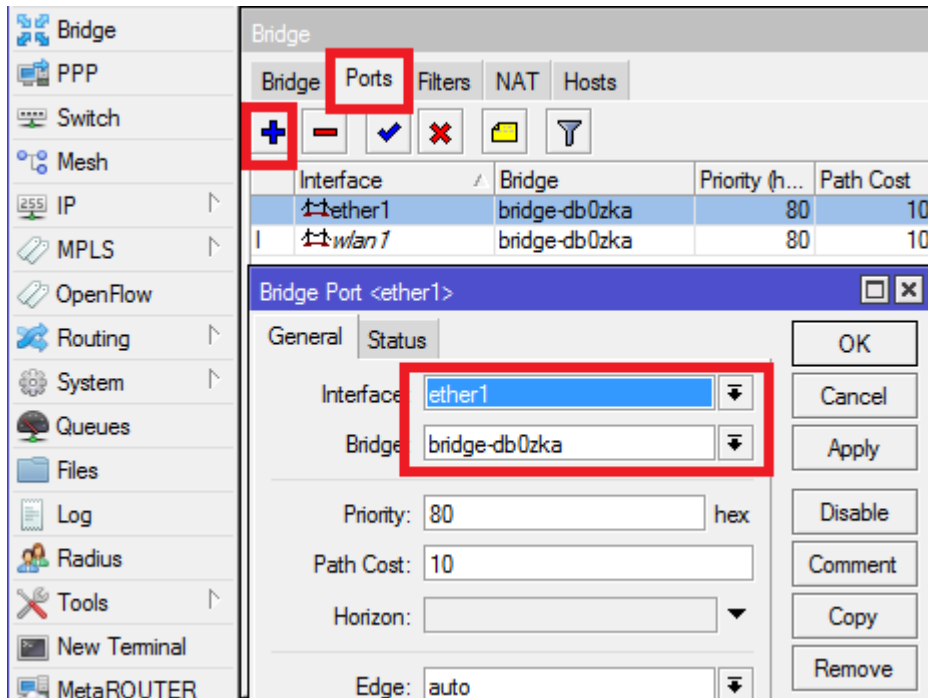 Bridge
PPP
Switch
Mesh
255 IP
MPLS
OpenFlow
Routing
System
Queues
Files
Log
Radius
Tools
New Terminal
MetaROUTER
Bridge
Bridge Ports Filters NAT Hosts
Interface Bridge Priority (h... Path Cost
ether1 bridge-db0zka 80 10
I wlan1 bridge-db0zka 80 10
Bridge Port <ether1>
General Status
Interface: ether1
Bridge: bridge-db0zka
Priority: 80 hex
Path Cost: 10
Horizon:
Edge: auto
OK
Cancel
Apply
Disable
Comment
Copy
Remove